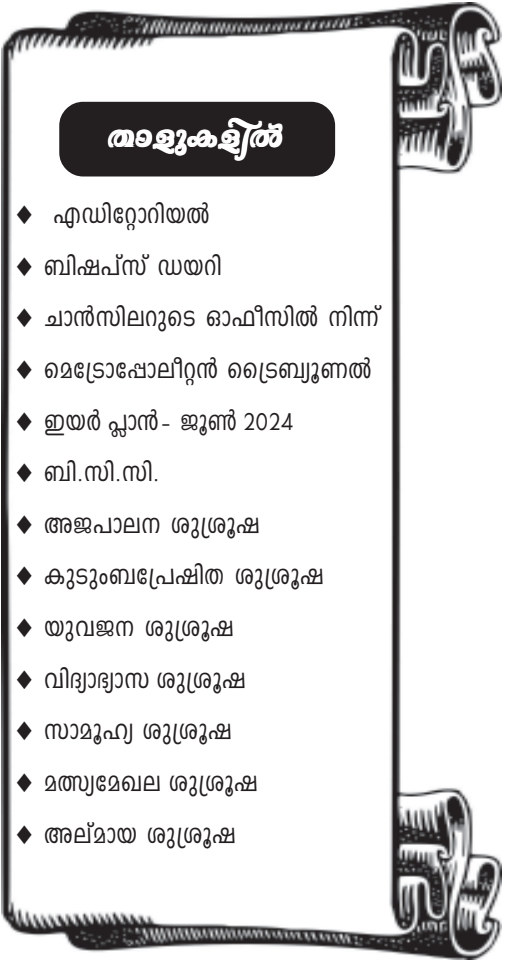 താളുകളിൽ
♦ എഡിറ്റോറിയൽ
♦ ബിഷപ്സ് ഡയറി
♦ ചാൻസിലറുടെ ഓഫീസിൽ നിന്ന്
♦ മെട്രോപ്പോലീറ്റൻ ട്രൈബ്യൂണൽ
♦ ഇയർ പ്ലാൻ- ജൂൺ 2024
♦ ബി.സി.സി.
♦ അജപാലന ശുശ്രൂഷ
♦ കുടുംബപ്രേഷിത ശുശ്രൂഷ
♦ യുവജന ശുശ്രൂഷ
♦ വിദ്യാഭ്യാസ ശുശ്രൂഷ
♦ സാമൂഹ്യ ശുശ്രൂഷ
♦ മത്സ്യമേഖല ശുശ്രൂഷ
♦ അല്മായ ശുശ്രൂഷ